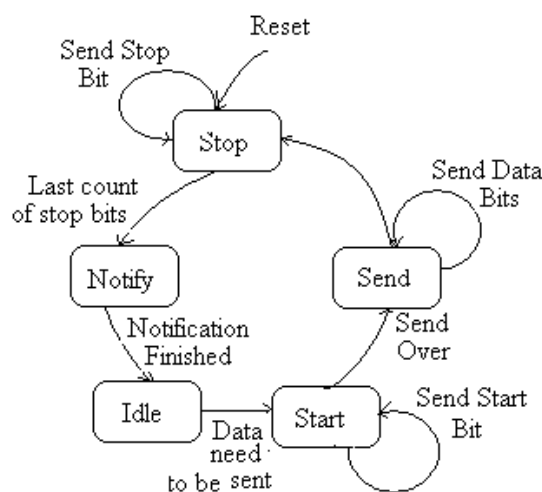 Reset
Send Stop
Bit
Stop
Last count
of stop bits
Send Data
Bits
Notify
Send
Notification
Finished
Send
Over
Idle
Start
Send Start
Bit
Data
need
to be sent